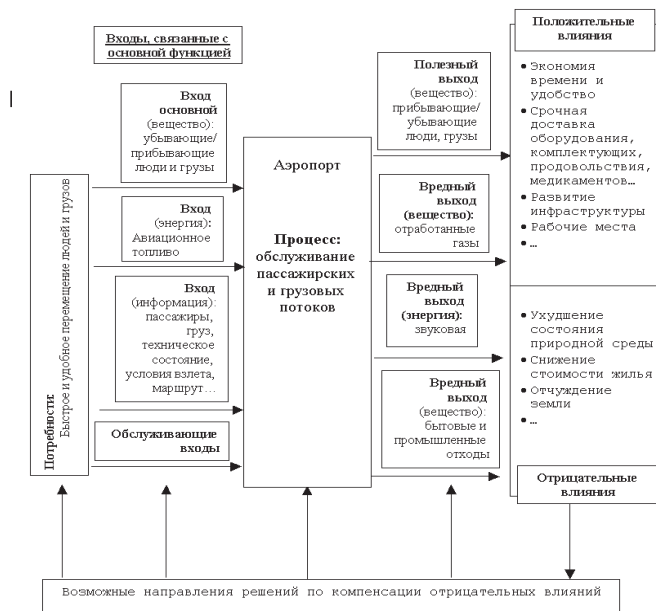 Входы, связанные с
основной функцией
Потребности:
Быстрое и удобное перемещение людей и грузов
Вход
основной
(вещество):
убывающие/
прибывающие
люди и грузы
Вход
(энергия):
Авиационное
топливо
Вход
(информация):
пассажиры,
груз,
техническое
состояние,
условия взлета,
маршрут…
Обслуживающие
входы
Аэропорт
Процесс:
обслуживание
пассажирских
и грузовых
потоков
Полезный
выход
(вещество):
прибывающие/
убывающие
люди, грузы
Вредный
выход
(вещество):
отработанные
газы
Вредный
выход
(энергия):
звуковая
Вредный
выход
(вещество):
бытовые и
промышленные
отходы
Положительные
влияния
• Экономия
времени и
удобство
• Срочная
доставка
оборудования,
комплектующих,
продовольствия,
медикаментов…
• Развитие
инфраструктуры
• Рабочие места
• …
• Ухудшение
состояния
природной среды
• Снижение
стоимости жилья
• Отчуждение
земли
• …
Отрицательные
влияния
Возможные направления решений по компенсации отрицательных влияний